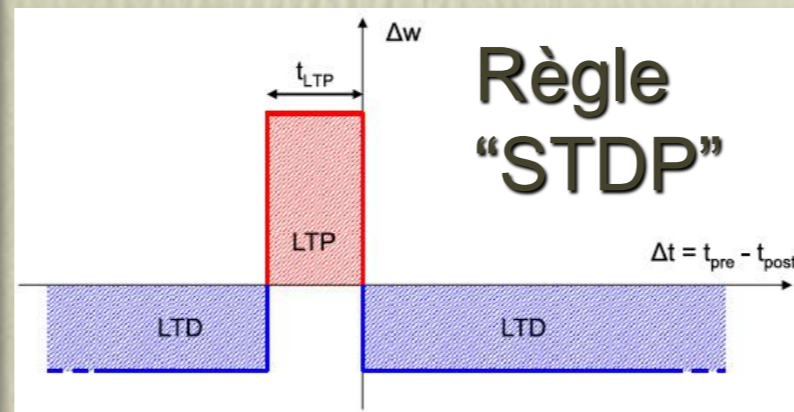 Δw
t_LTP
Règle
“STDP”
LTP
Δt = t_pre - t_post
LTD
LTD